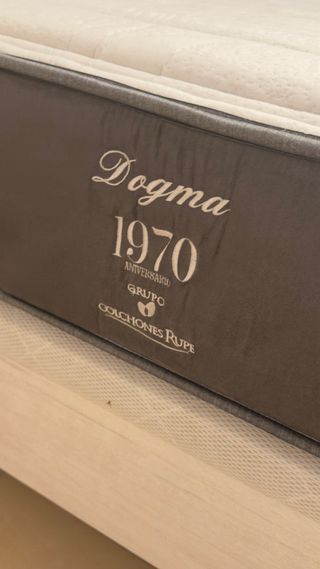 Dogma
1970
ANIVERSARIO
GRUPO
COLCHONES RUPE